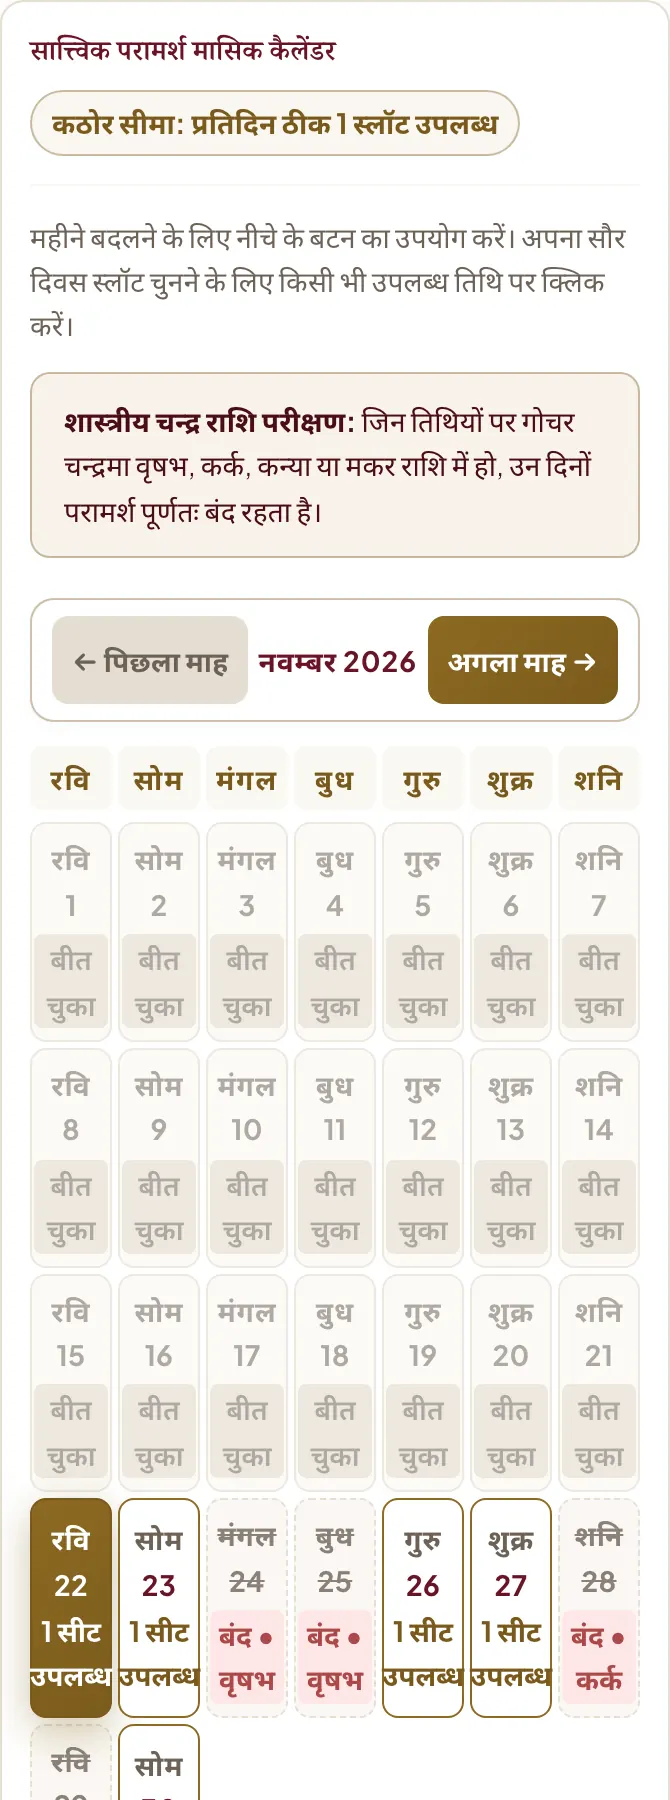 सात्त्विक परामर्श मासिक कैलेंडर
कठोर सीमा: प्रतिदिन ठीक 1 स्लॉट उपलब्ध
महीने बदलने के लिए नीचे के बटन का उपयोग करें। अपना सौर
दिवस स्लॉट चुनने के लिए किसी भी उपलब्ध तिथि पर क्लिक
करें।
शास्त्रीय चन्द्र राशि परीक्षण: जिन तिथियों पर गोचर
चन्द्रमा वृषभ, कर्क, कन्या या मकर राशि में हो, उन दिनों
परामर्श पूर्णतः बंद रहता है।
← पिछला माह नवम्बर 2026 अगला माह →
रवि सोम मंगल बुध गुरु शुक्र शनि
रवि सोम मंगल बुध गुरु शुक्र शनि
1 2 3 4 5 6 7
बीत बीत बीत बीत बीत बीत बीत
चुका चुका चुका चुका चुका चुका चुका
रवि सोम मंगल बुध गुरु शुक्र शनि
8 9 10 11 12 13 14
बीत बीत बीत बीत बीत बीत बीत
चुका चुका चुका चुका चुका चुका चुका
रवि सोम मंगल बुध गुरु शुक्र शनि
15 16 17 18 19 20 21
बीत बीत बीत बीत बीत बीत बीत
चुका चुका चुका चुका चुका चुका चुका
रवि सोम मंगल बुध गुरु शुक्र शनि
22 23 24 25 26 27 28
1 सीट 1 सीट बंद • बंद • 1 सीट 1 सीट बंद •
उपलब्ध उपलब्ध वृषभ वृषभ उपलब्ध उपलब्ध कर्क
रवि सोम